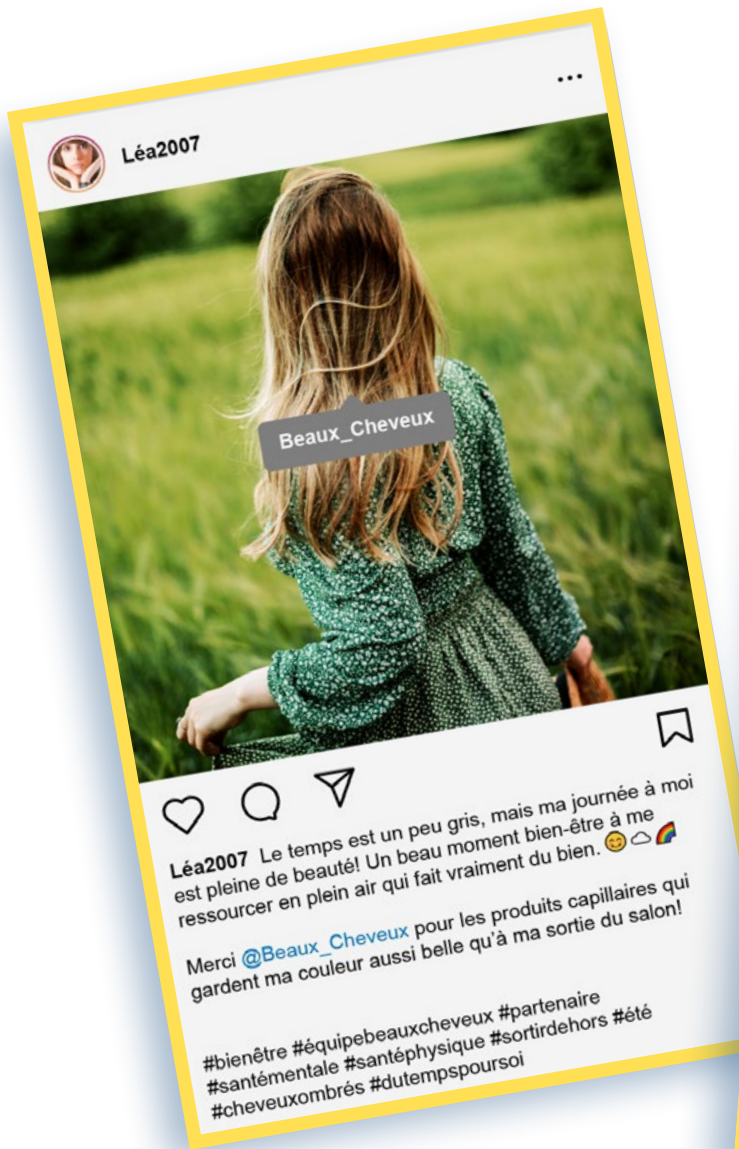 Léa2007
Beaux_Cheveux
Léa2007 Le temps est un peu gris, mais ma journée à moi
est pleine de beauté! Un beau moment bien-être à me
ressourcer en plein air qui fait vraiment du bien. 😊☁🌈
Merci @Beaux_Cheveux pour les produits capillaires qui
gardent ma couleur aussi belle qu'à ma sortie du salon!
#bienêtre #équipebeauxcheveux #partenaire
#santémentale #santéphysique #sortirdehors #été
#cheveuxombrés #dutempspoursoi